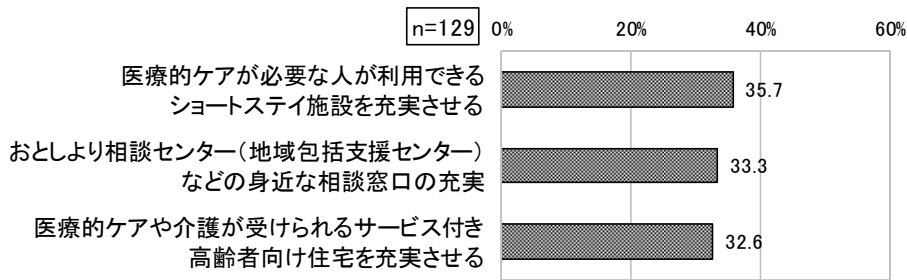 n=129
0%
20%
40%
60%
医療的ケアが必要な人が利用できる
ショートステイ施設を充実させる
35.7
おとしより相談センター(地域包括支援センター)
などの身近な相談窓口の充実
33.3
医療的ケアや介護が受けられるサービス付き
高齢者向け住宅を充実させる
32.6